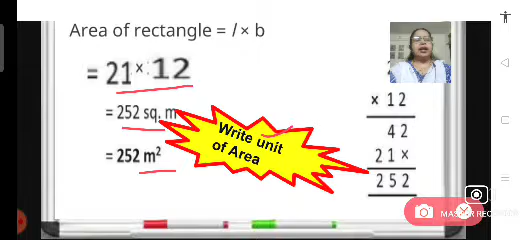 Area of rectangle = l × b
= 21 × 12
= 252 sq. m
= 252 m²
Write unit
of Area
× 12
42
21×
252